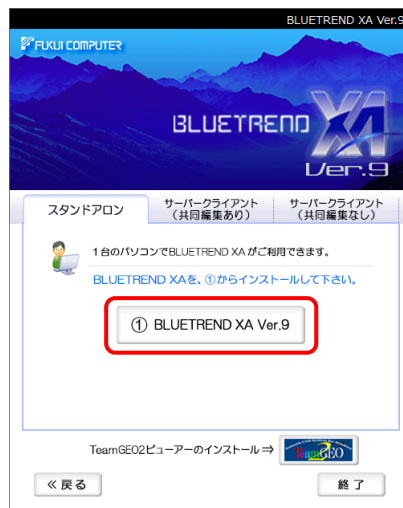 BLUETREND XA Ver.9
FUKUI COMPUTER
BLUETREND XA
Ver.9
スタンドアロン
サーバークライアント
（共同編集あり）
サーバークライアント
（共同編集なし）
1台のパソコンでBLUETREND XAがご利用できます。
BLUETREND XAを、①からインストールして下さい。
① BLUETREND XA Ver.9
TeamGEO2ビューアーのインストール⇒
TeamGEO
≪戻る
終了